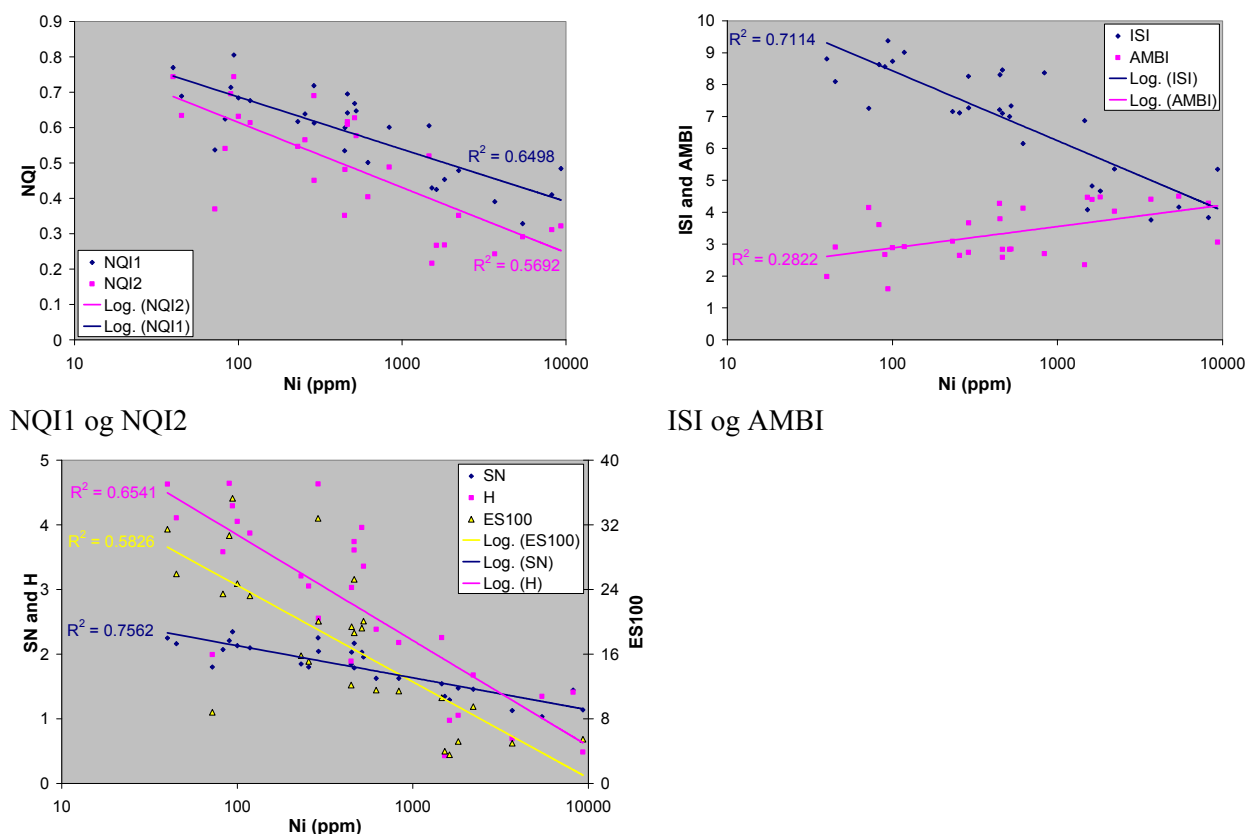 0.9
0.8
0.7
0.6
0.5
0.4
0.3
0.2
0.1
0
NQI
R² = 0.6498
R² = 0.5692
NQI1
NQI2
Log. (NQI2)
Log. (NQI1)
10 100 1000 10000
Ni (ppm)
10
9
8
7
6
5
4
3
2
1
0
ISI and AMBI
R² = 0.7114
R² = 0.2822
ISI
AMBI
Log. (ISI)
Log. (AMBI)
10 100 1000 10000
Ni (ppm)
NQI1 og NQI2
ISI og AMBI
5
4
3
2
1
0
SN and H
R² = 0.6541
R² = 0.5826
R² = 0.7562
SN
H
ES100
Log. (ES100)
Log. (SN)
Log. (H)
40
32
24
16
8
0
ES100
10 100 1000 10000
Ni (ppm)